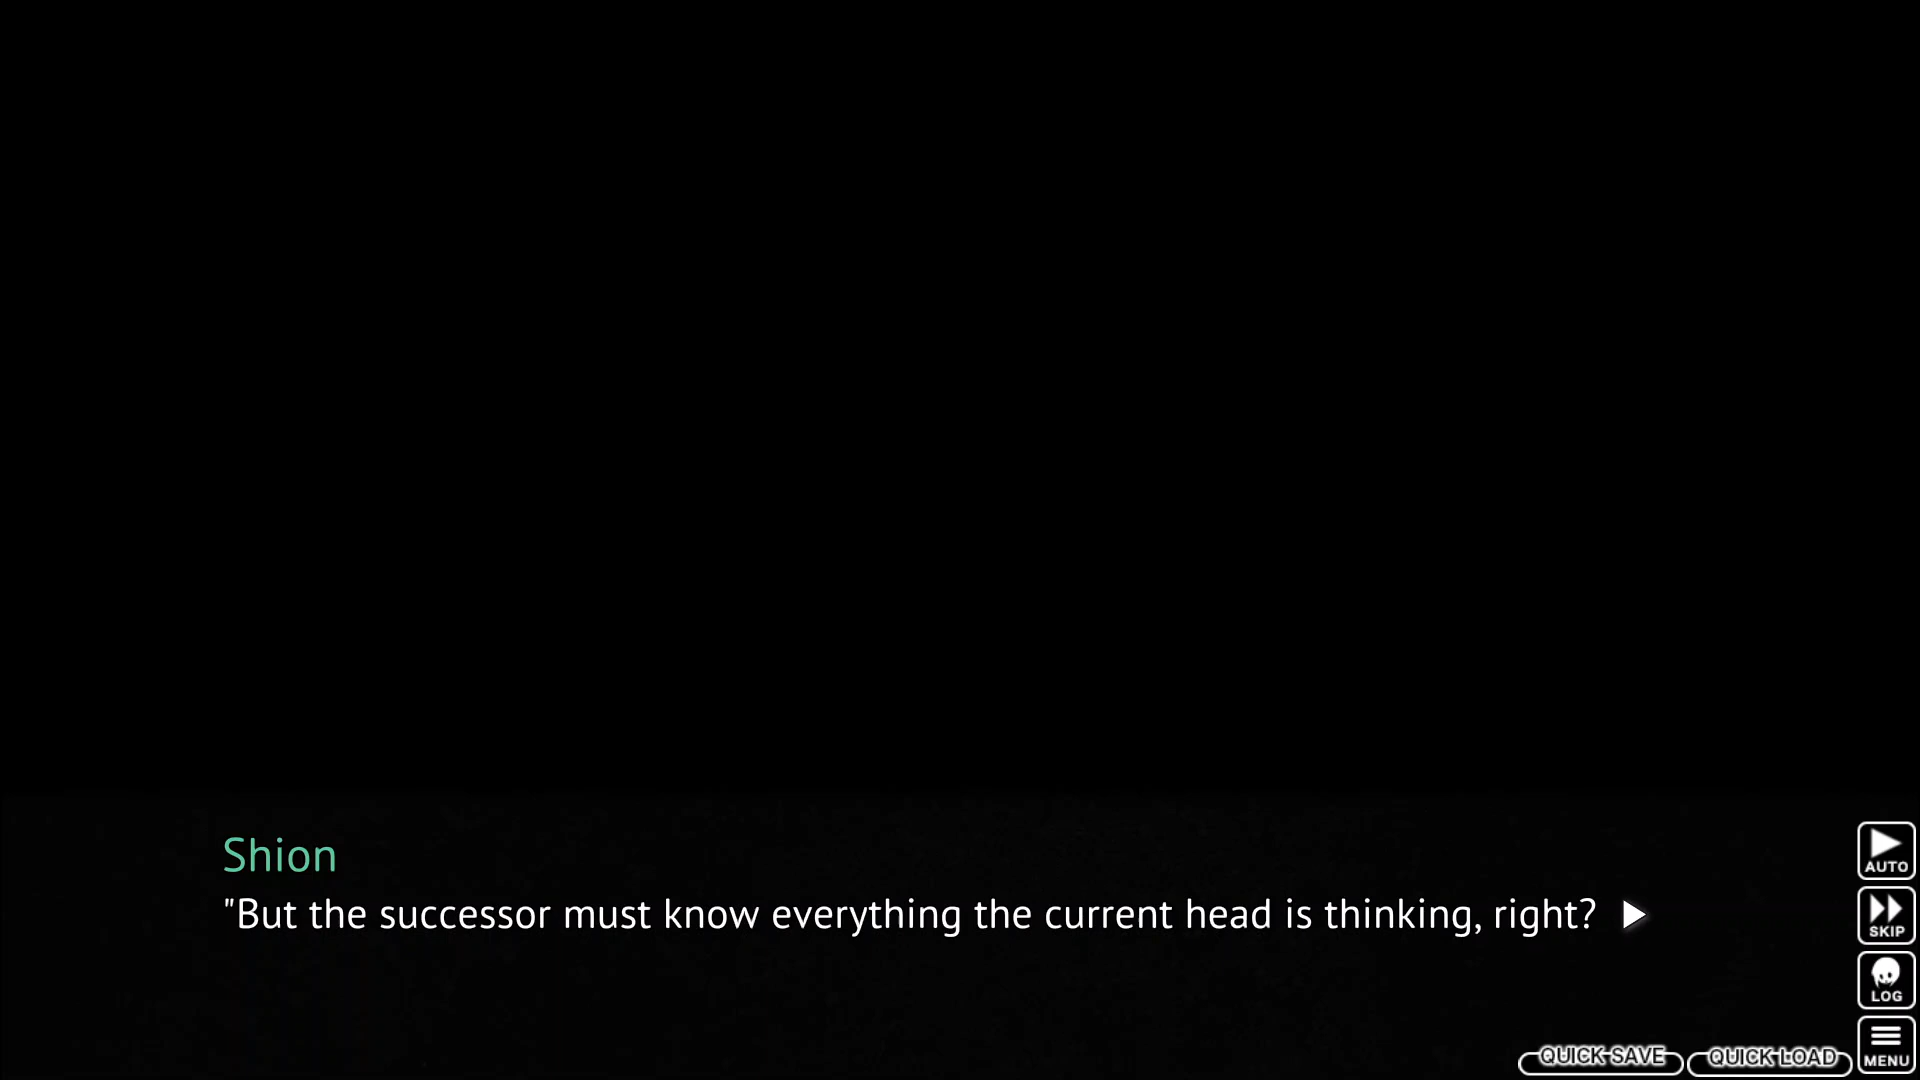 Shion
"But the successor must know everything the current head is thinking, right?
AUTO
SKIP
LOG
MENU
QUICK SAVE
QUICK LOAD